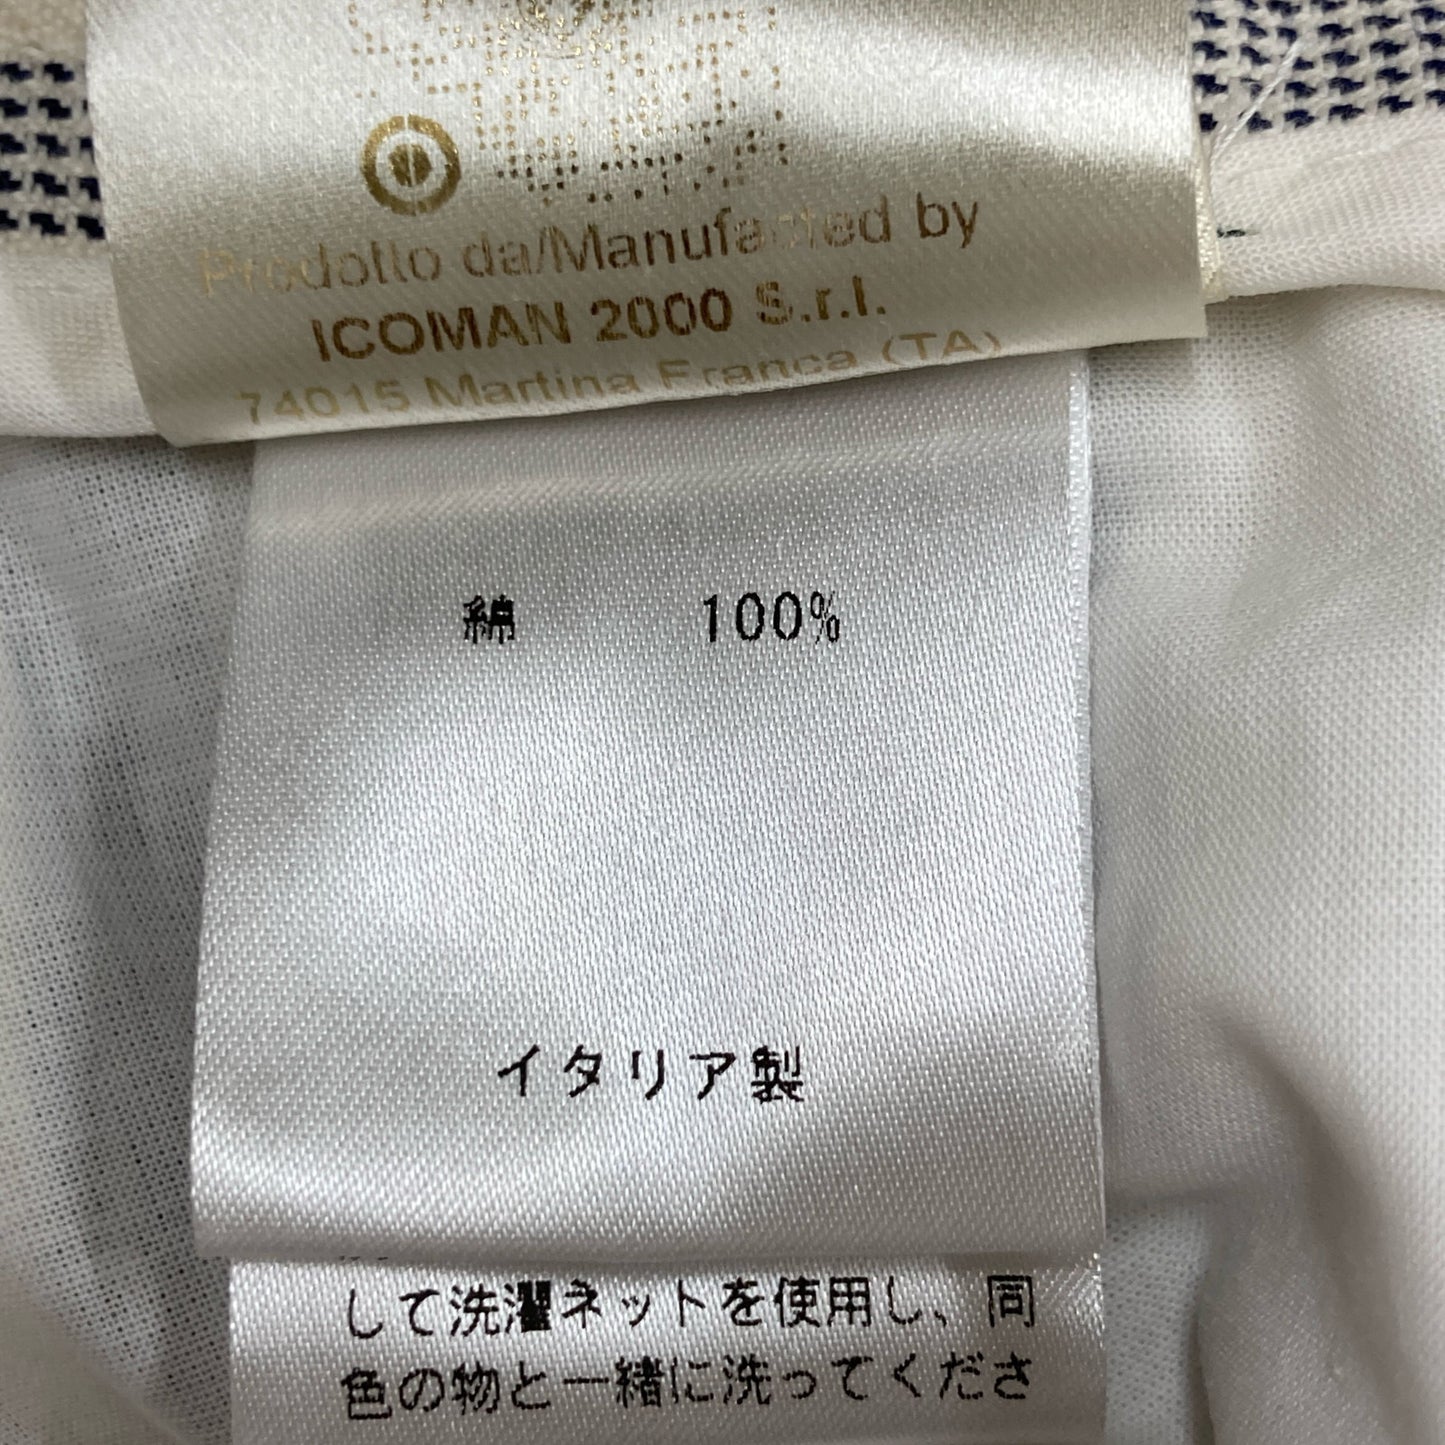 Prodotto da/Manufacted by
ICOMAN 2000 S.r.l.
74015 Martina Franca (TA)
綿 100%
イタリア製
して洗濯ネットを使用し、同
色の物と一緒に洗ってくださ